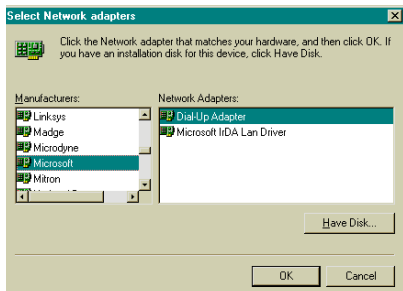 Select Network adapters
Click the Network adapter that matches your hardware, and then click OK. If
you have an installation disk for this device, click Have Disk.
Manufacturers:
Linksys
Madge
Microdyne
Microsoft
Mitron
Network Adapters:
Dial-Up Adapter
Microsoft IrDA Lan Driver
Have Disk...
OK
Cancel